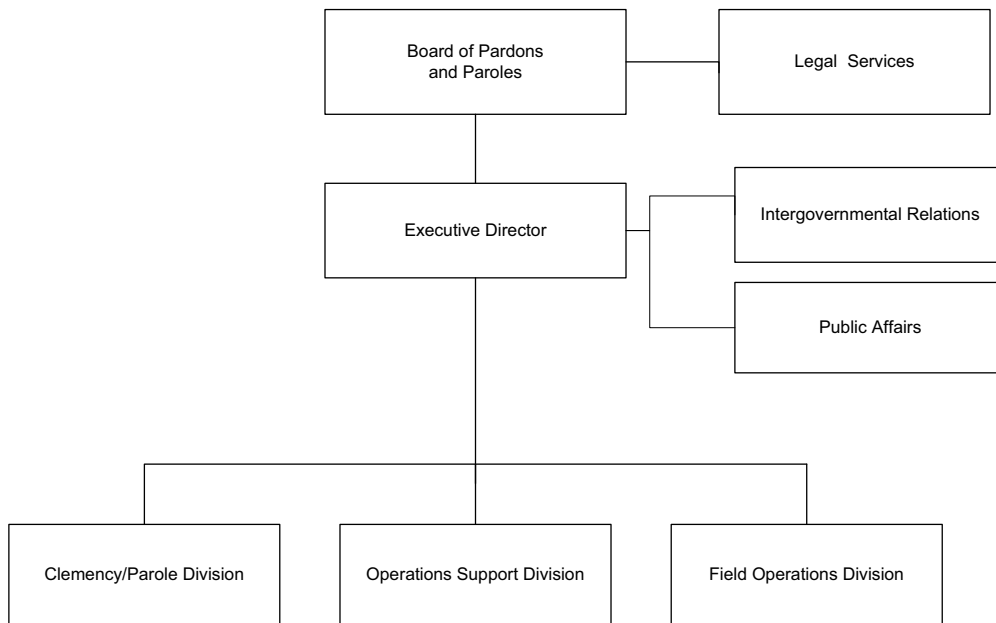 Board of Pardons
and Paroles
Legal Services
Executive Director
Intergovernmental Relations
Public Affairs
Clemency/Parole Division
Operations Support Division
Field Operations Division